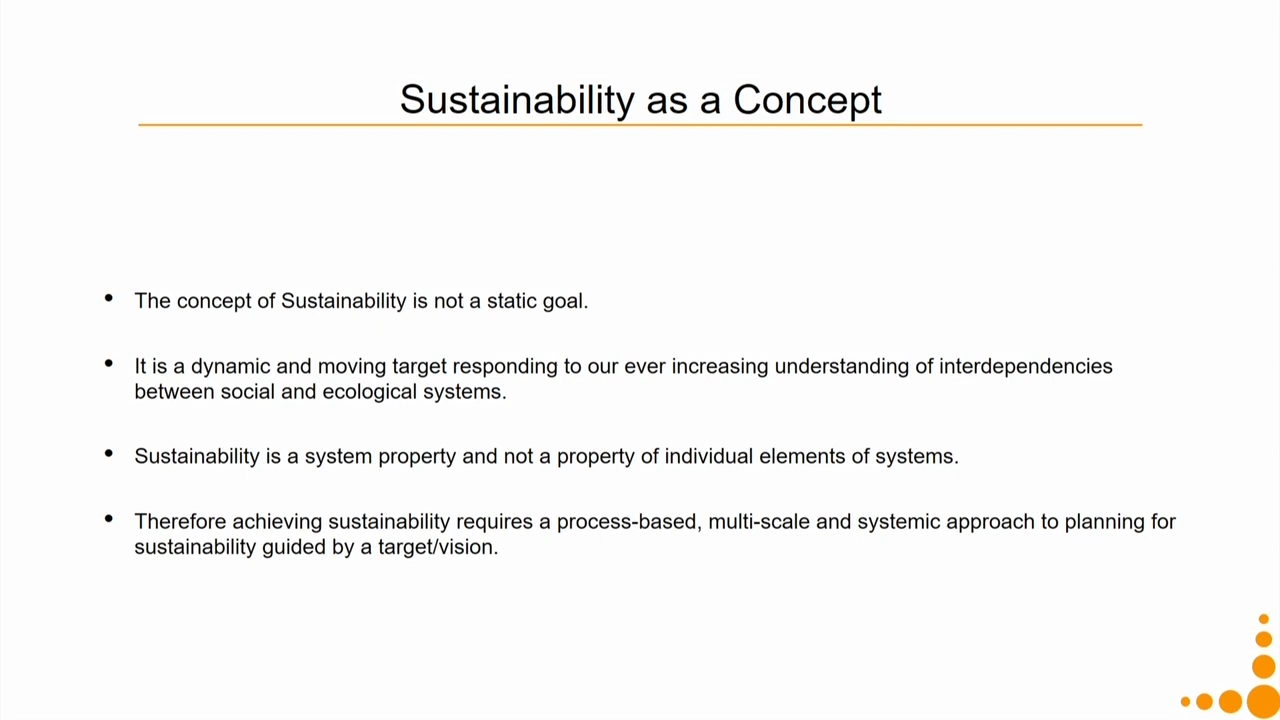 Sustainability as a Concept
• The concept of Sustainability is not a static goal.
• It is a dynamic and moving target responding to our ever increasing understanding of interdependencies
between social and ecological systems.
• Sustainability is a system property and not a property of individual elements of systems.
• Therefore achieving sustainability requires a process-based, multi-scale and systemic approach to planning for
sustainability guided by a target/vision.